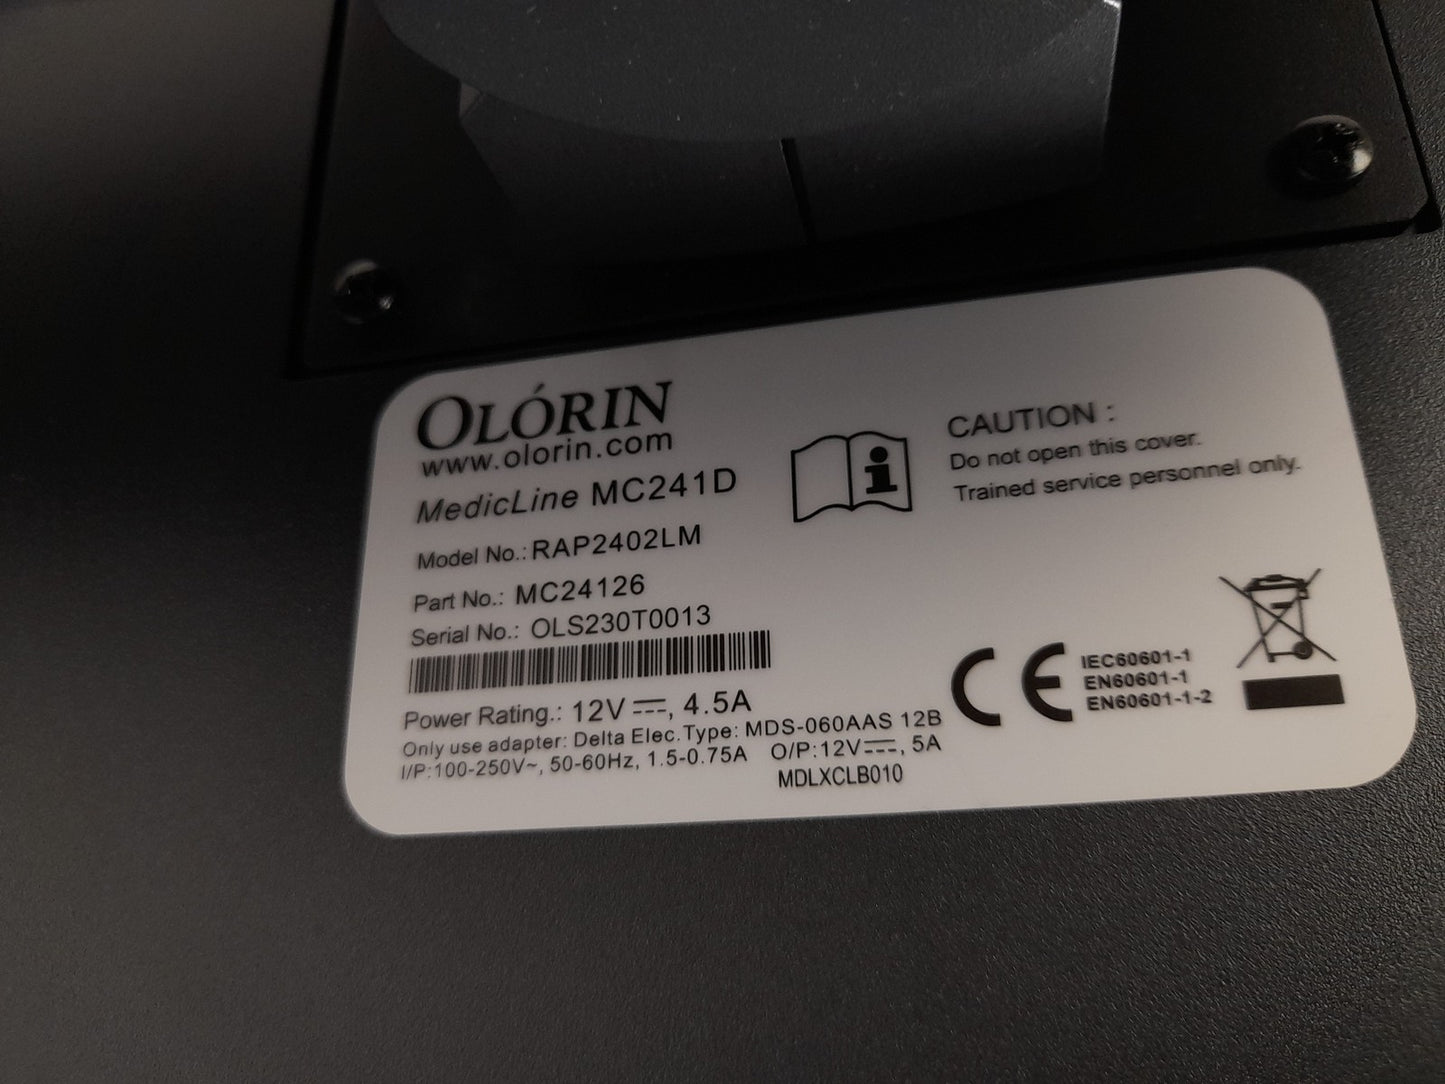 OLÓRIN
www.olorin.com
MedicLine MC241D
Model No.: RAP2402LM
Part No.: MC24126
Serial No.: OLS230T0013
Power Rating.: 12V ⎓, 4.5A
Only use adapter: Delta Elec.Type: MDS-060AAS 12B
I/P:100-250V~, 50-60Hz, 1.5-0.75A O/P:12V⎓, 5A
MDLXCLB010
i
CAUTION :
Do not open this cover.
Trained service personnel only.
CE
IEC60601-1
EN60601-1
EN60601-1-2